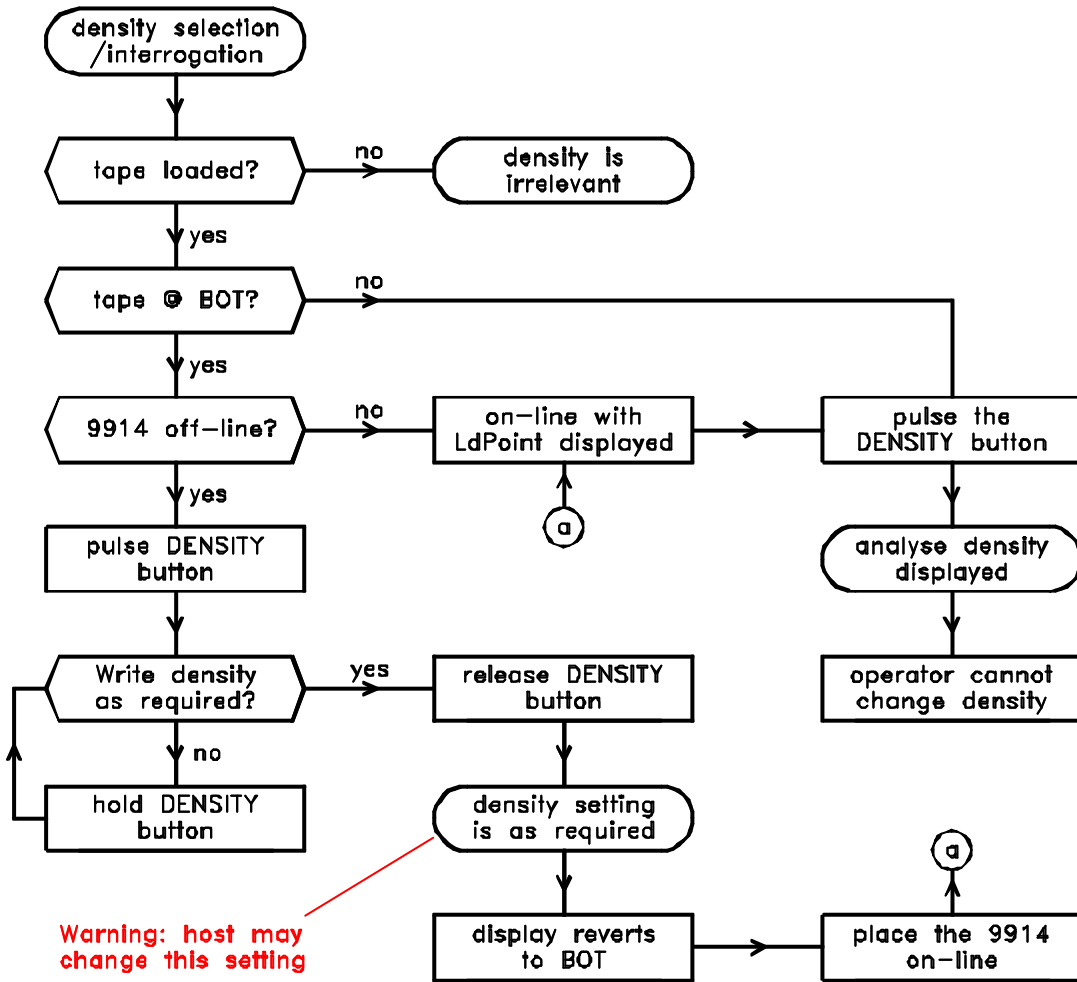 density selection
/interrogation
tape loaded?
no
density is
irrelevant
yes
tape @ BOT?
no
yes
9914 off-line?
no
on-line with
LdPoint displayed
pulse the
DENSITY button
yes
a
pulse DENSITY
button
analyse density
displayed
Write density
as required?
yes
release DENSITY
button
operator cannot
change density
no
hold DENSITY
button
density setting
is as required
a
Warning: host may
change this setting
display reverts
to BOT
place the 9914
on-line